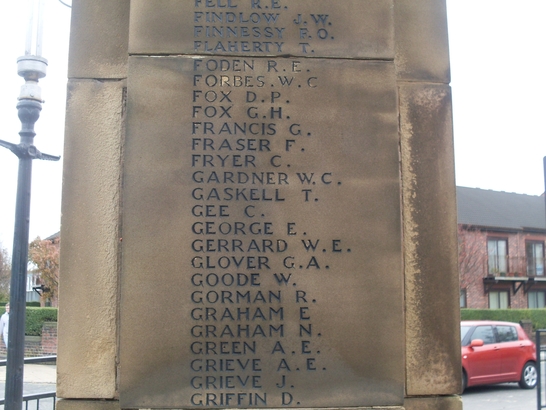 FELL R.E.
FINDLOW J.W.
FINNESSY F.O.
FLAHERTY T.
FODEN R.E.
FORBES.W.C
FOX D.P.
FOX G.H.
FRANCIS G.
FRASER F.
FRYER C.
GARDNER W.C.
GASKELL T.
GEE C.
GEORGE E.
GERRARD W.E.
GLOVER G.A.
GOODE W.
GORMAN R.
GRAHAM E
GRAHAM N.
GREEN A.E.
GRIEVE A.E.
GRIEVE J.
GRIFFIN D.